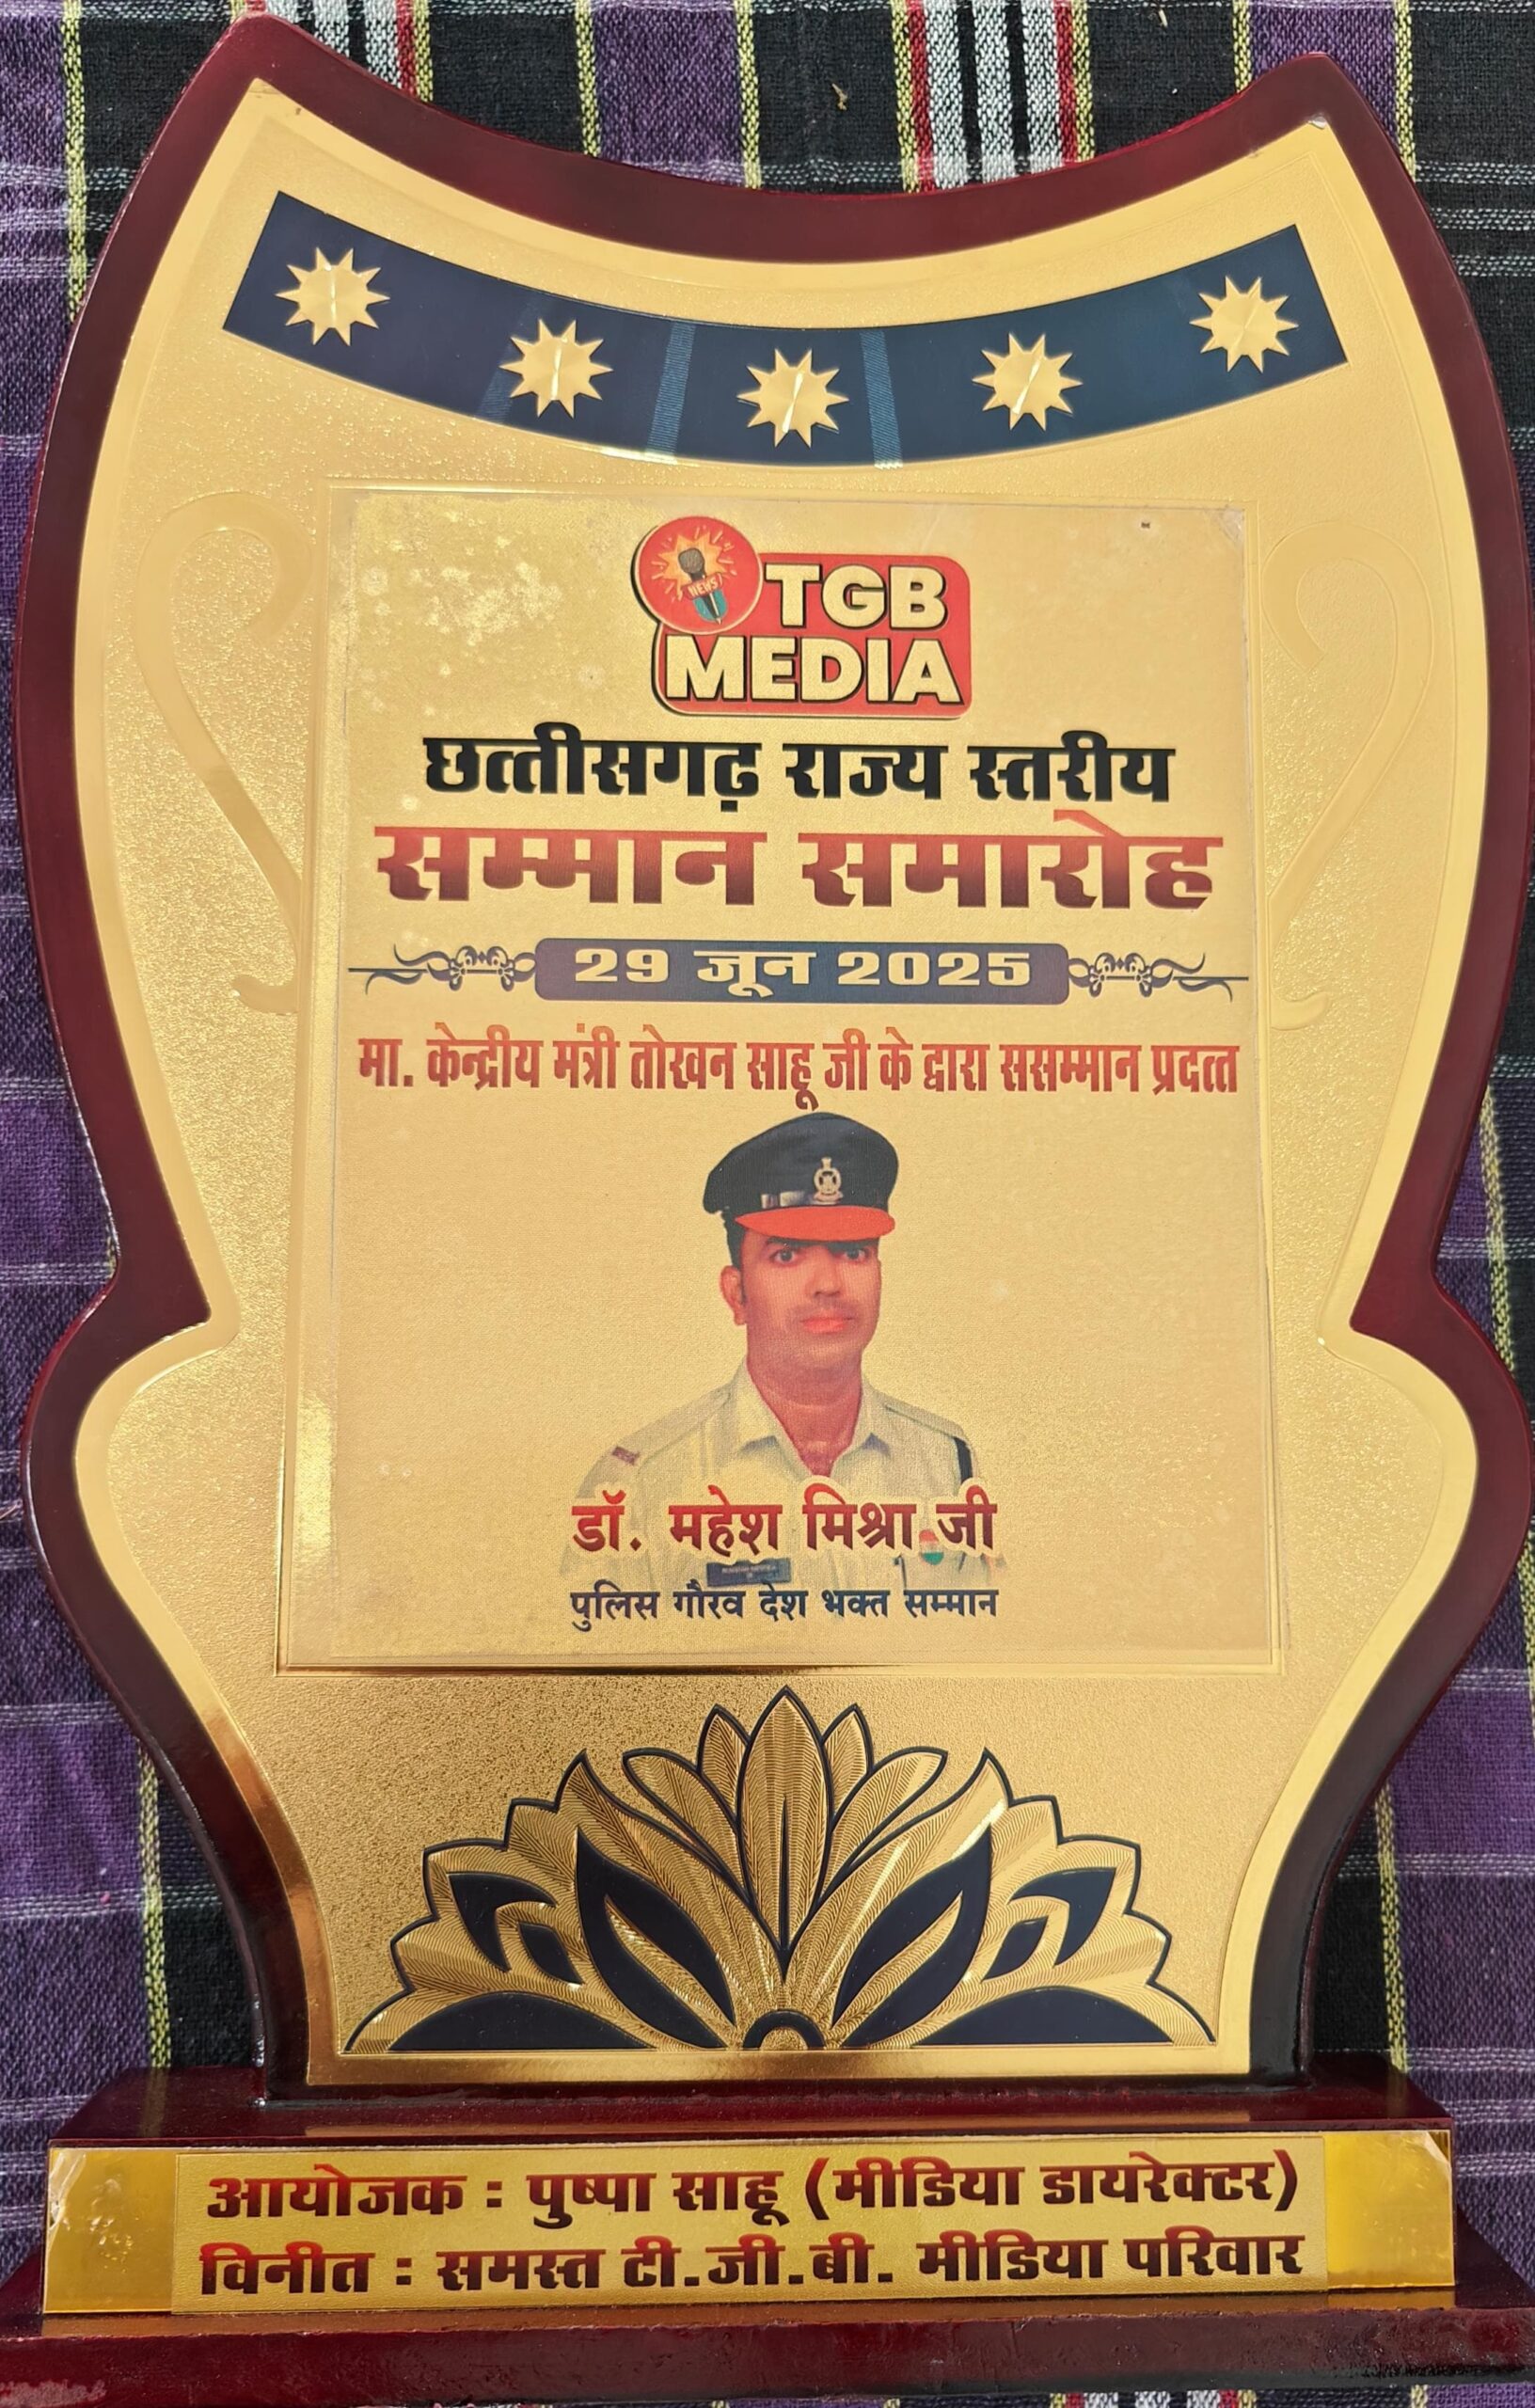 NEWS
TGB
MEDIA
छत्तीसगढ़ राज्य स्तरीय
सम्मान समारोह
29 जून 2025
मा. केन्द्रीय मंत्री तोखन साहू जी के द्वारा ससम्मान प्रदत्त
डॉ. महेश मिश्रा जी
पुलिस गौरव देश भक्त सम्मान
आयोजक : पुष्पा साहू (मीडिया डायरेक्टर)
विनीत : समस्त टी.जी.बी. मीडिया परिवार